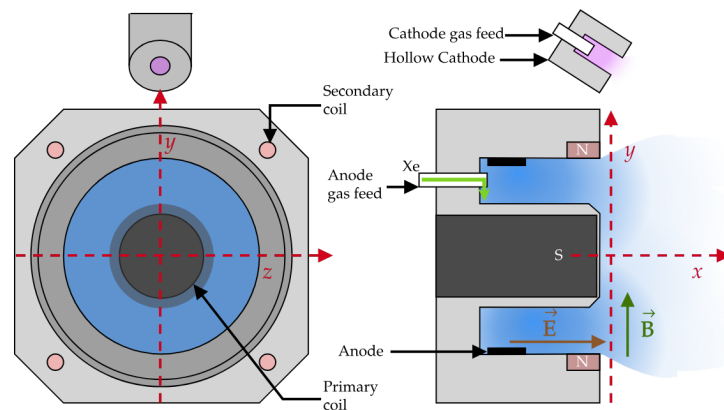 Cathode gas feed
Hollow Cathode
Secondary
coil
y
z
Primary
coil
Xe
Anode
gas feed
N
y
S
x
E
B
Anode
N